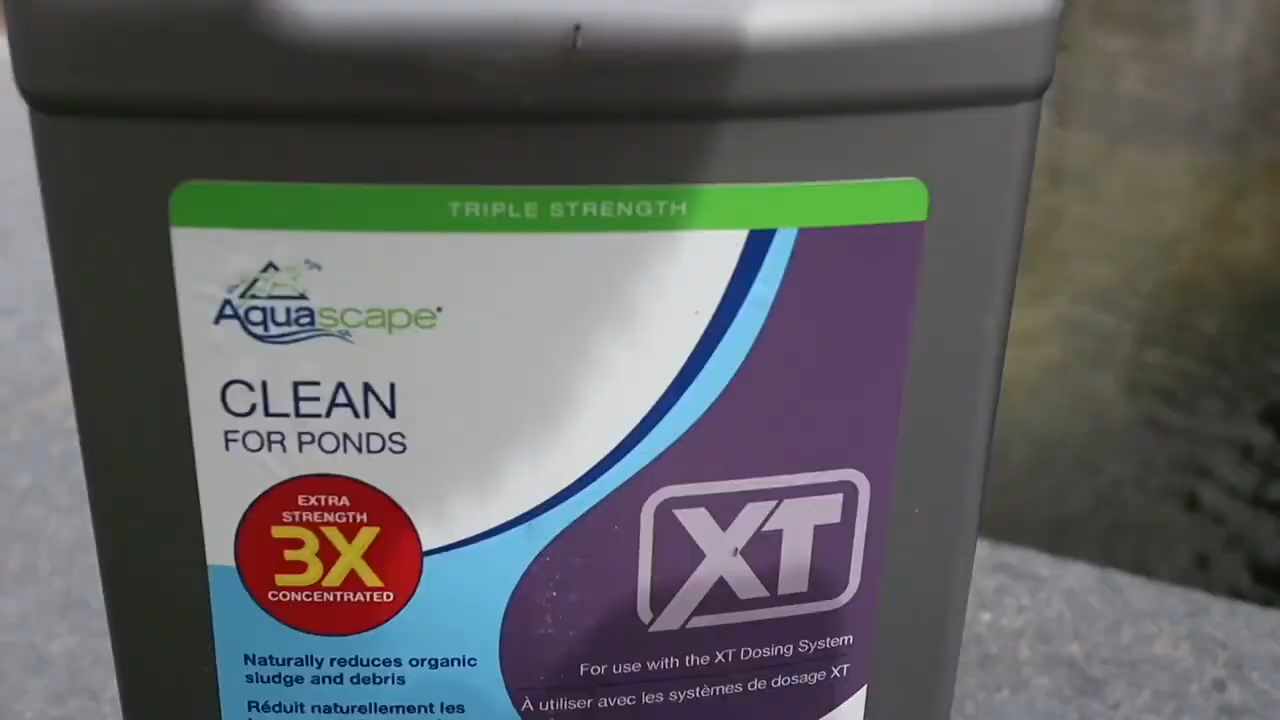 TRIPLE STRENGTH
Aquascape
CLEAN
FOR PONDS
EXTRA
STRENGTH
3X
CONCENTRATED
Naturally reduces organic
sludge and debris
Réduit naturellement les
XT
For use with the XT Dosing System
À utiliser avec les systèmes de dosage XT